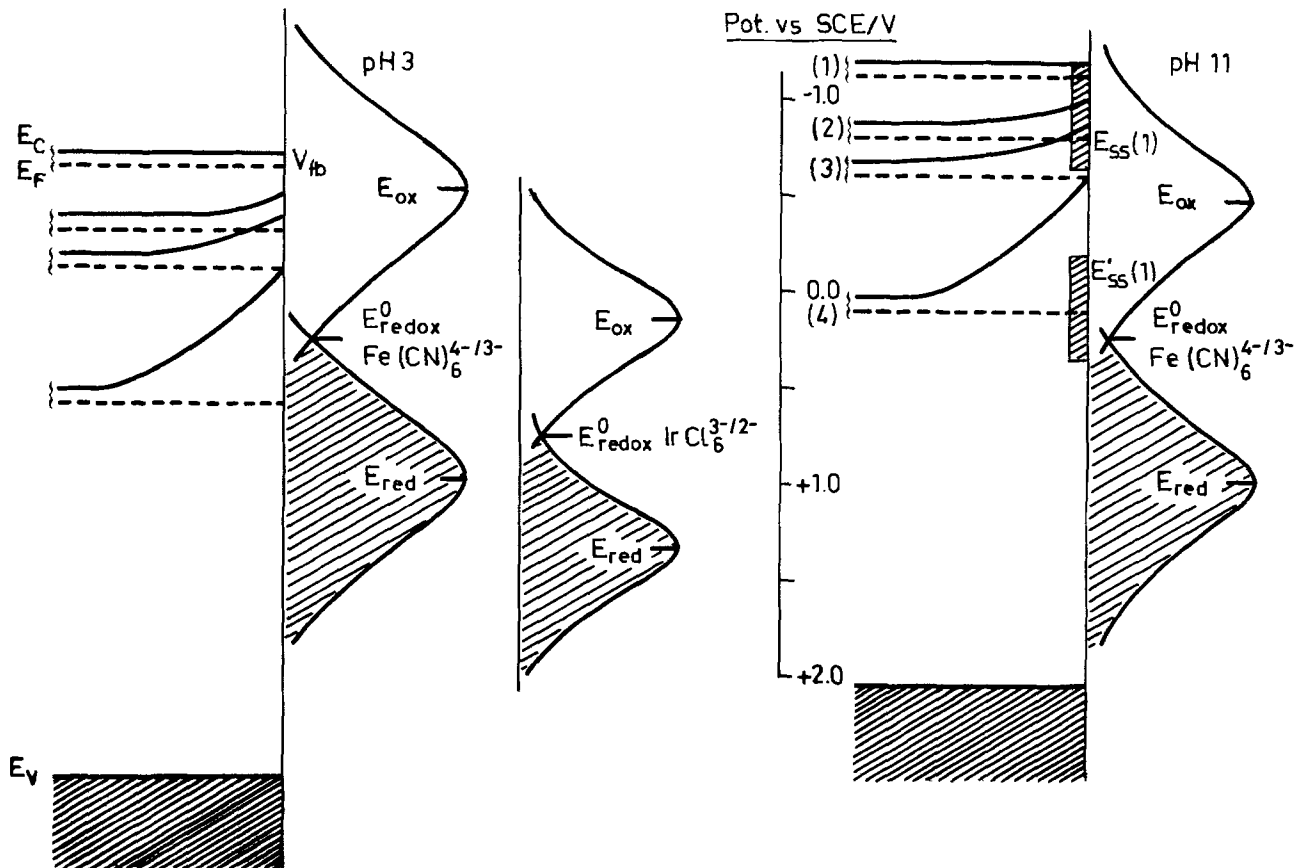 pH 3
E_C
E_F
V_fb
E_ox
E^0_redox
Fe (CN)_6^4-/3-
E_red
E_V
E_ox
E^0_redox Ir Cl_6^3-/2-
E_red
Pot. vs SCE/V
pH 11
(1)
-1.0
(2)
(3)
0.0
(4)
+1.0
+2.0
E_SS(1)
E_ox
E'_SS(1)
E^0_redox
Fe (CN)_6^4-/3-
E_red